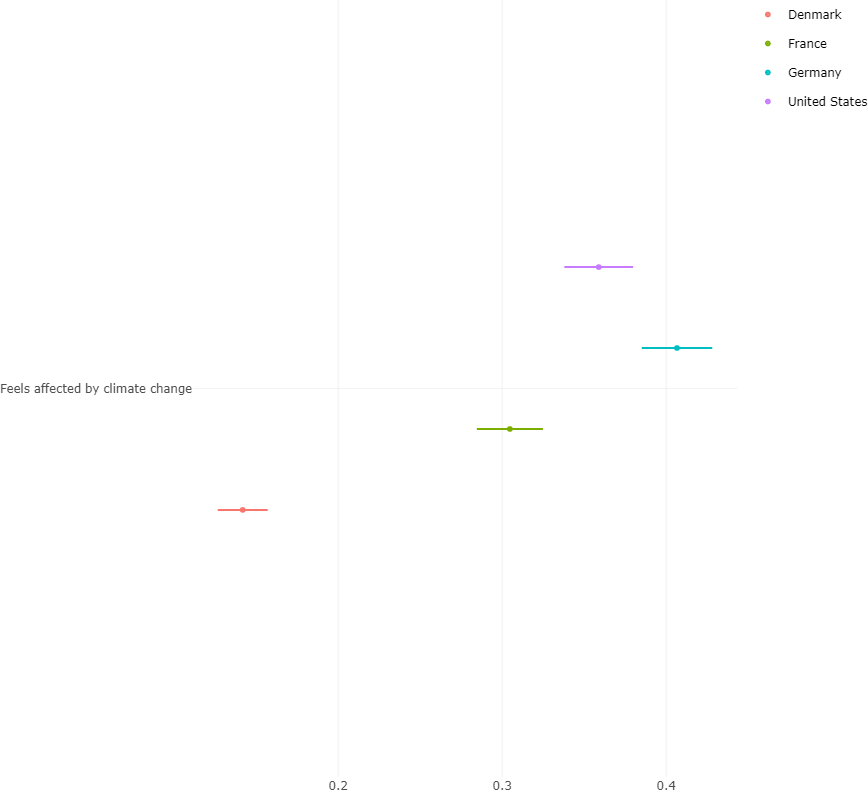 Denmark
France
Germany
United States
Feels affected by climate change
0.2
0.3
0.4